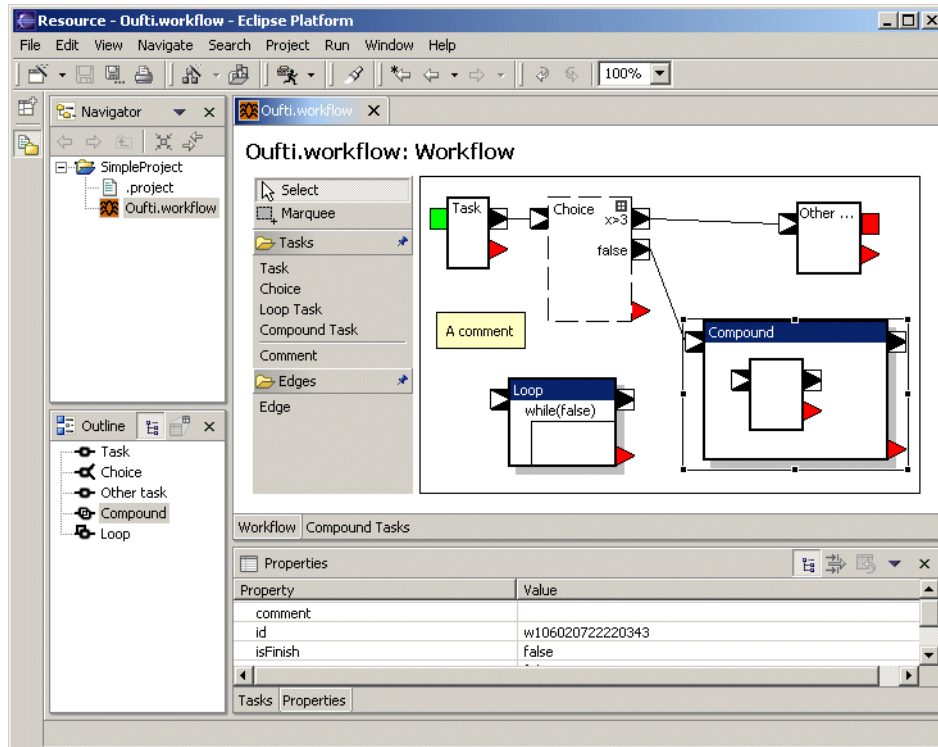 Resource - Oufti.workflow - Eclipse Platform
File Edit View Navigate Search Project Run Window Help
100%
Navigator
SimpleProject
.project
Oufti.workflow
Outline
Task
Choice
Other task
Compound
Loop
Oufti.workflow
Oufti.workflow: Workflow
Select
Marquee
Tasks
Task
Choice
Loop Task
Compound Task
Comment
Edges
Edge
Task
Choice
x>3
false
Other ...
A comment
Loop
while(false)
Compound
Workflow Compound Tasks
Properties
Property Value
comment
id w106020722220343
isFinish false
Tasks Properties